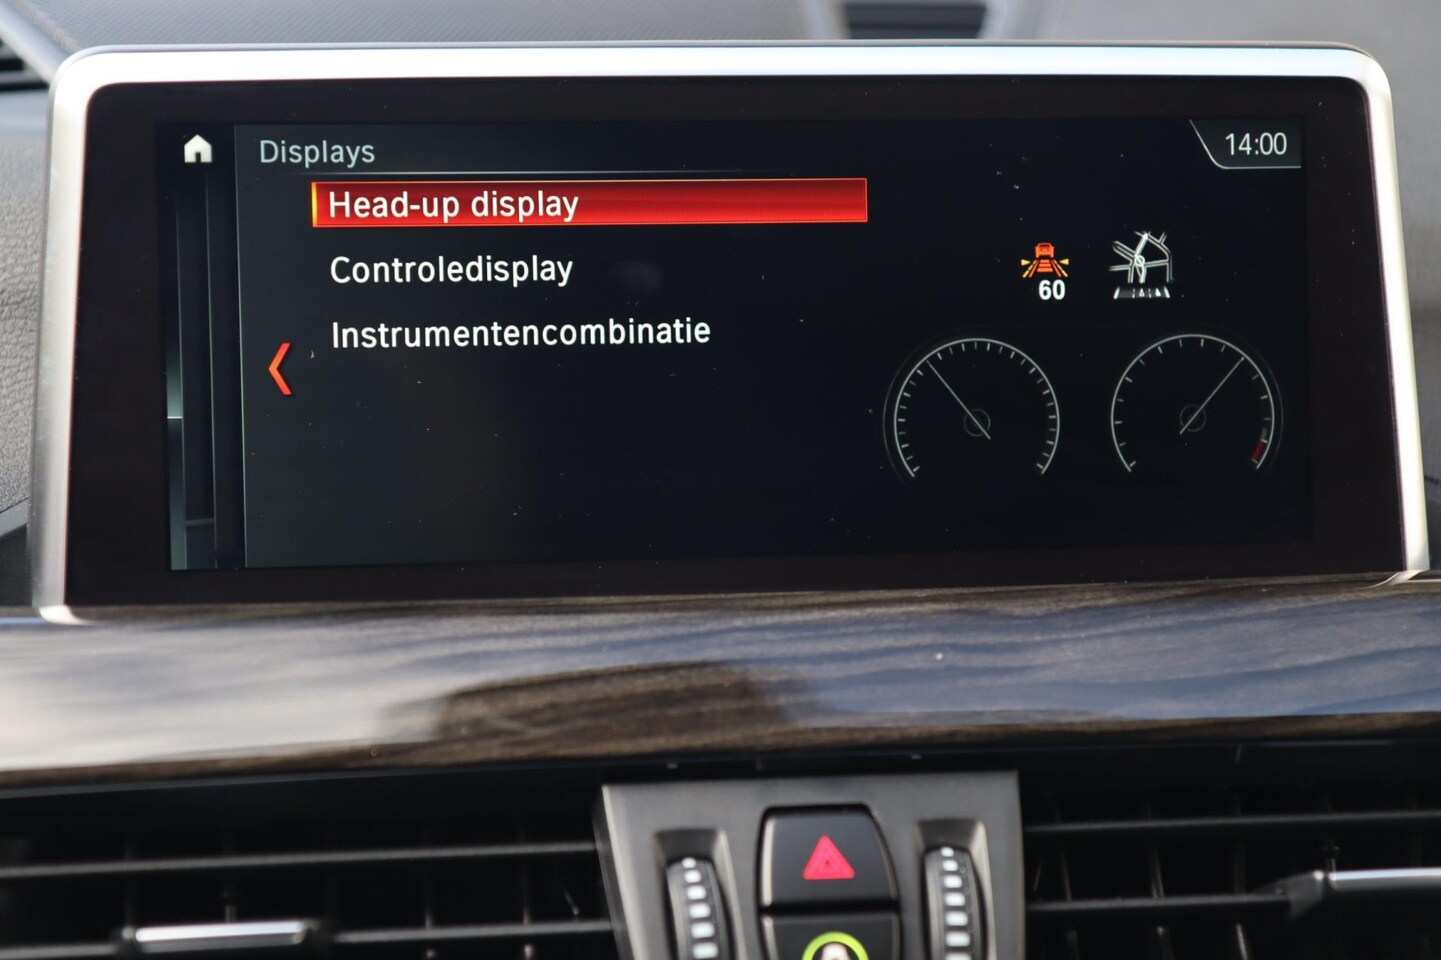 Displays
14:00
Head-up display
Controledisplay
60
Instrumentencombinatie